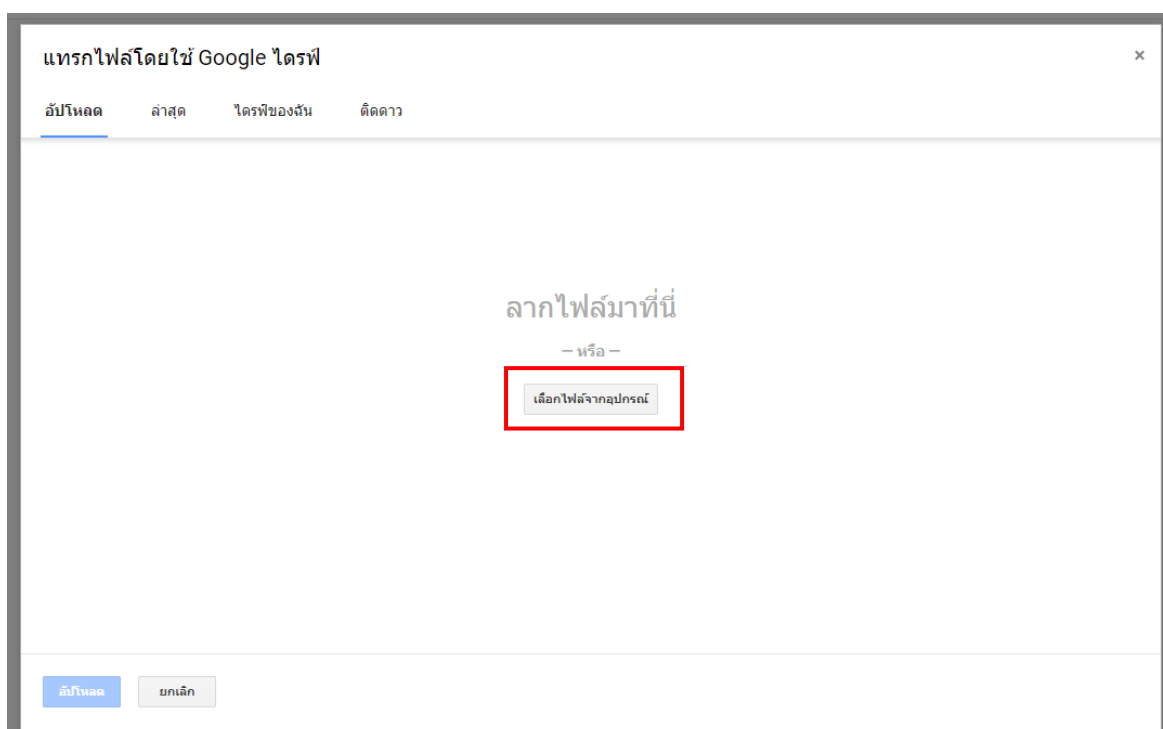 แทรกไฟล์โดยใช้ Google ไดรฟ์
×
อัปโหลด ล่าสุด ไดรฟ์ของฉัน ติดดาว
ลากไฟล์มาที่นี่
— หรือ —
เลือกไฟล์จากอุปกรณ์
อัปโหลด ยกเลิก